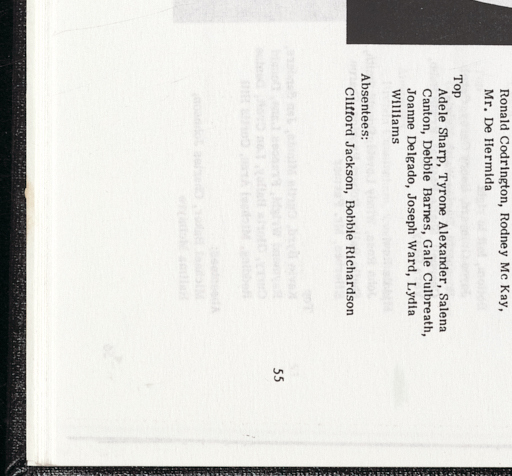 Ronald Codrington, Rodney Mc Kay,
Mr. De Hermida
Top
Adele Sharp, Tyrone Alexander, Salena
Canton, Debbie Barnes, Gale Culbreath,
Joanne Delgado, Joseph Ward, Lydia
Williams
Absentees:
Clifford Jackson, Bobbie Richardson
55